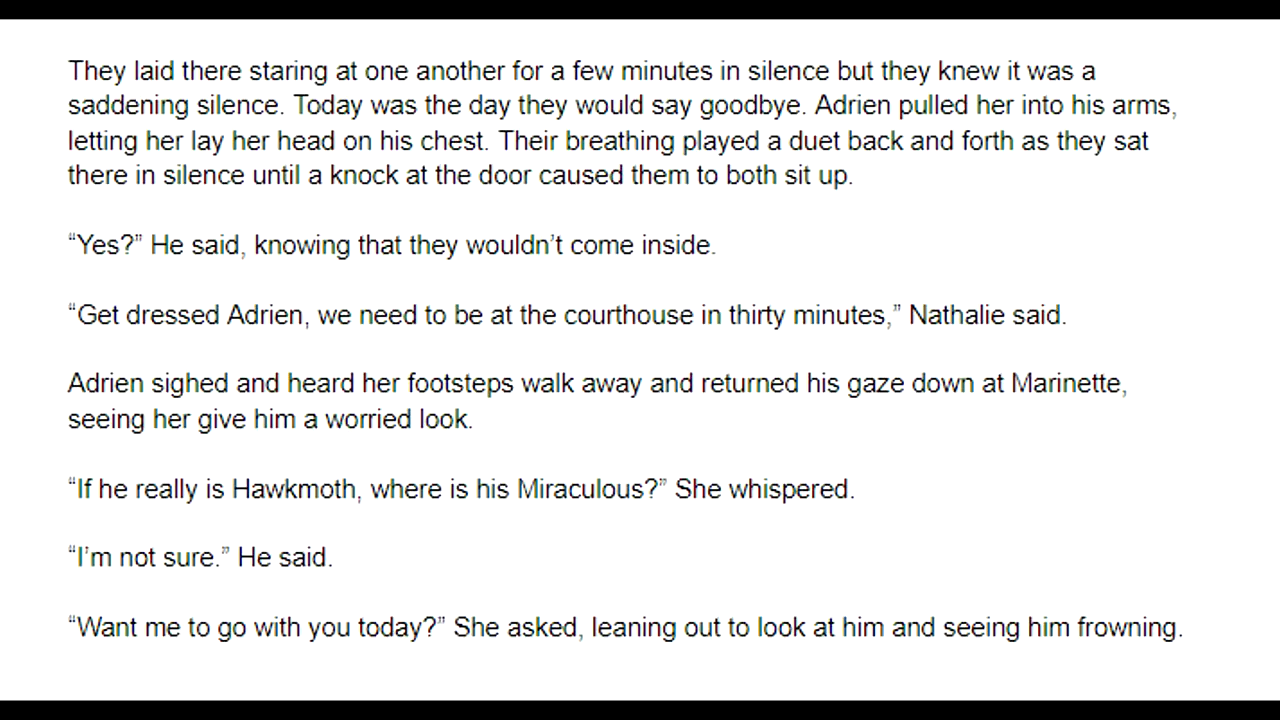 They laid there staring at one another for a few minutes in silence but they knew it was a
saddening silence. Today was the day they would say goodbye. Adrien pulled her into his arms,
letting her lay her head on his chest. Their breathing played a duet back and forth as they sat
there in silence until a knock at the door caused them to both sit up.
“Yes?” He said, knowing that they wouldn’t come inside.
“Get dressed Adrien, we need to be at the courthouse in thirty minutes,” Nathalie said.
Adrien sighed and heard her footsteps walk away and returned his gaze down at Marinette,
seeing her give him a worried look.
“If he really is Hawkmoth, where is his Miraculous?” She whispered.
“I’m not sure.” He said.
“Want me to go with you today?” She asked, leaning out to look at him and seeing him frowning.